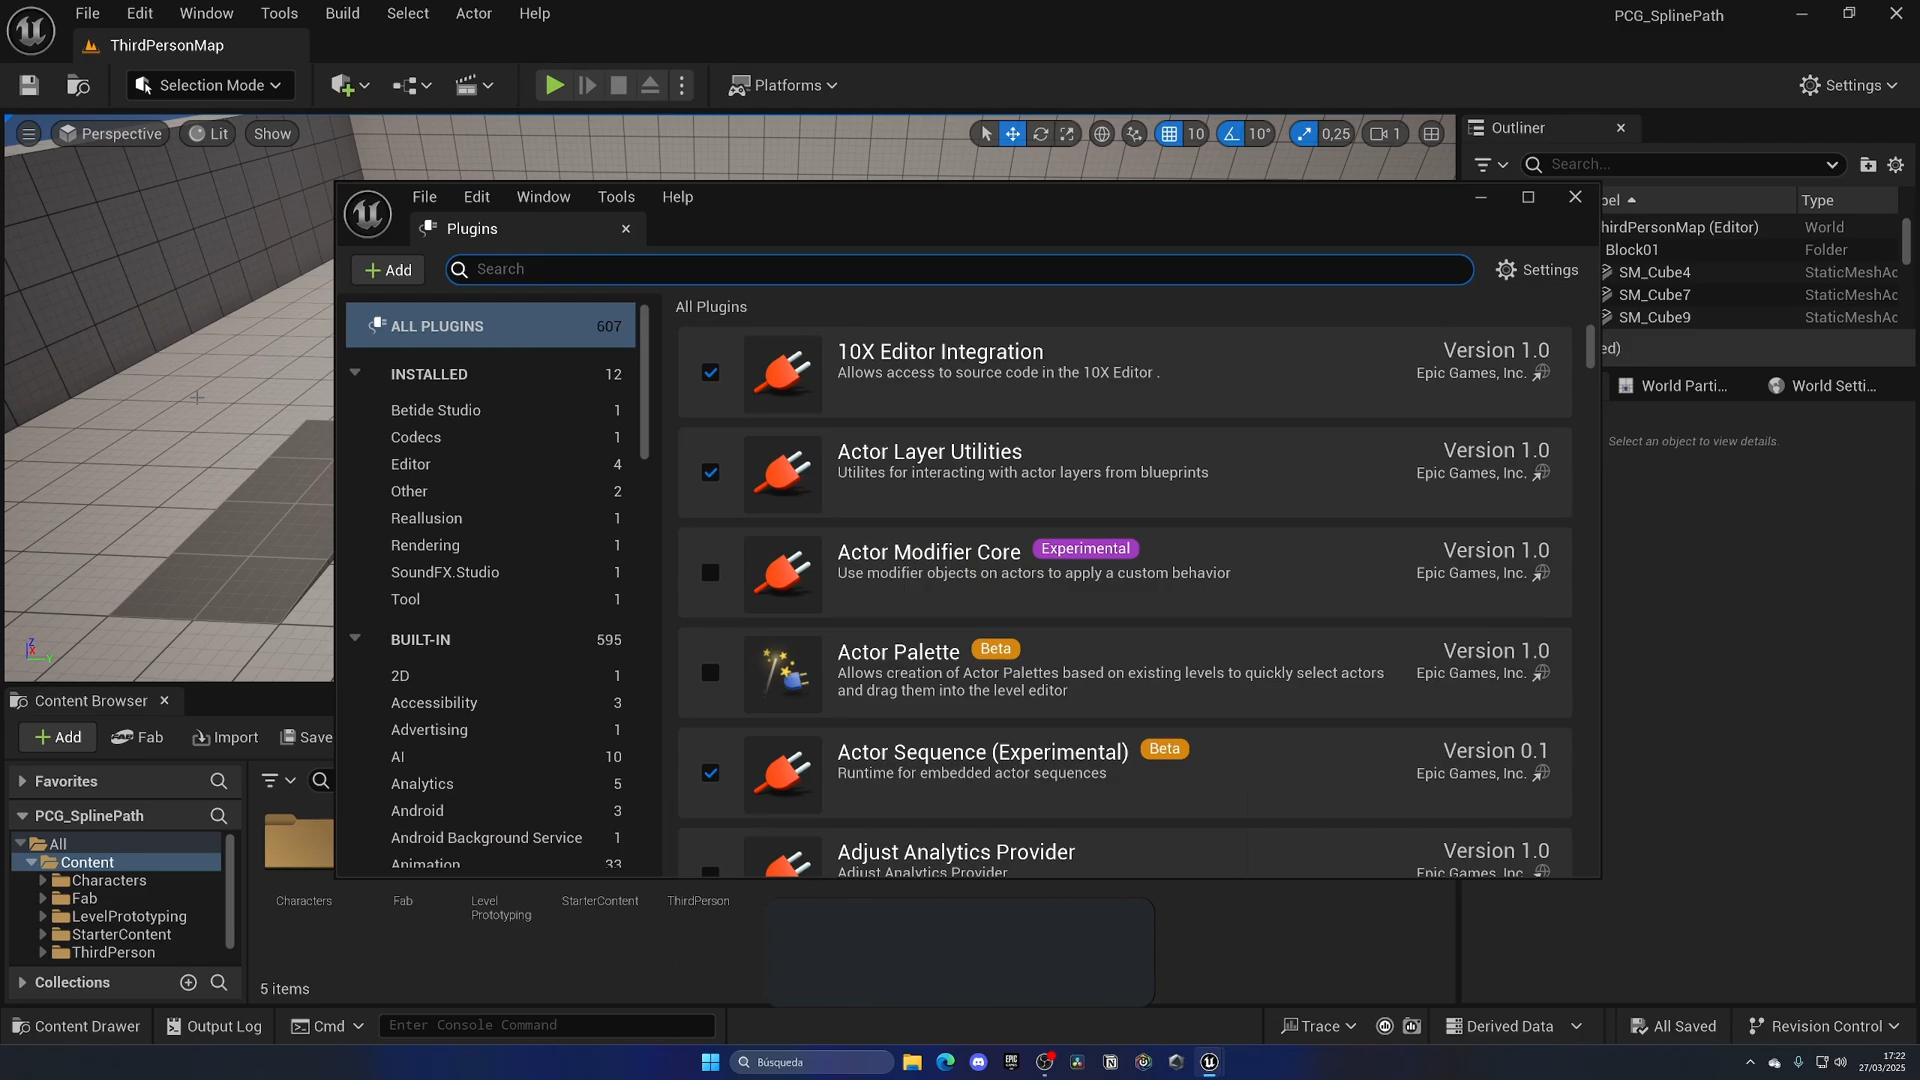 File Edit Window Tools Build Select Actor Help
PCG_SplinePath
ThirdPersonMap
Selection Mode
Platforms
Settings
Perspective
Lit
Show
10
10°
0,25
1
Outliner
Search...
Type
hirdPersonMap (Editor) World
Block01 Folder
SM_Cube4 StaticMeshAc
SM_Cube7 StaticMeshAc
SM_Cube9 StaticMeshAc
ed)
World Parti...
World Setti...
Select an object to view details.
File Edit Window Tools Help
Plugins
Add
Search
Settings
ALL PLUGINS 607
INSTALLED 12
Betide Studio 1
Codecs 1
Editor 4
Other 2
Reallusion 1
Rendering 1
SoundFX.Studio 1
Tool 1
BUILT-IN 595
2D 1
Accessibility 3
Advertising 1
AI 10
Analytics 5
Android 3
Android Background Service 1
Animation 33
All Plugins
10X Editor Integration
Version 1.0
Allows access to source code in the 10X Editor .
Epic Games, Inc.
Actor Layer Utilities
Version 1.0
Utilites for interacting with actor layers from blueprints
Epic Games, Inc.
Actor Modifier Core Experimental
Version 1.0
Use modifier objects on actors to apply a custom behavior
Epic Games, Inc.
Actor Palette Beta
Version 1.0
Allows creation of Actor Palettes based on existing levels to quickly select actors
and drag them into the level editor
Epic Games, Inc.
Actor Sequence (Experimental) Beta
Version 0.1
Runtime for embedded actor sequences
Epic Games, Inc.
Adjust Analytics Provider
Version 1.0
Adjust Analytics Provider
Epic Games, Inc.
Content Browser
Add
Fab
Import
Save
Favorites
PCG_SplinePath
All
Content
Characters
Fab
LevelPrototyping
StarterContent
ThirdPerson
Collections
Characters
Fab
Level
Prototyping
StarterContent
ThirdPerson
5 items
Content Drawer
Output Log
Cmd
Enter Console Command
Trace
Derived Data
All Saved
Revision Control
Búsqueda
17:22
27/03/2025